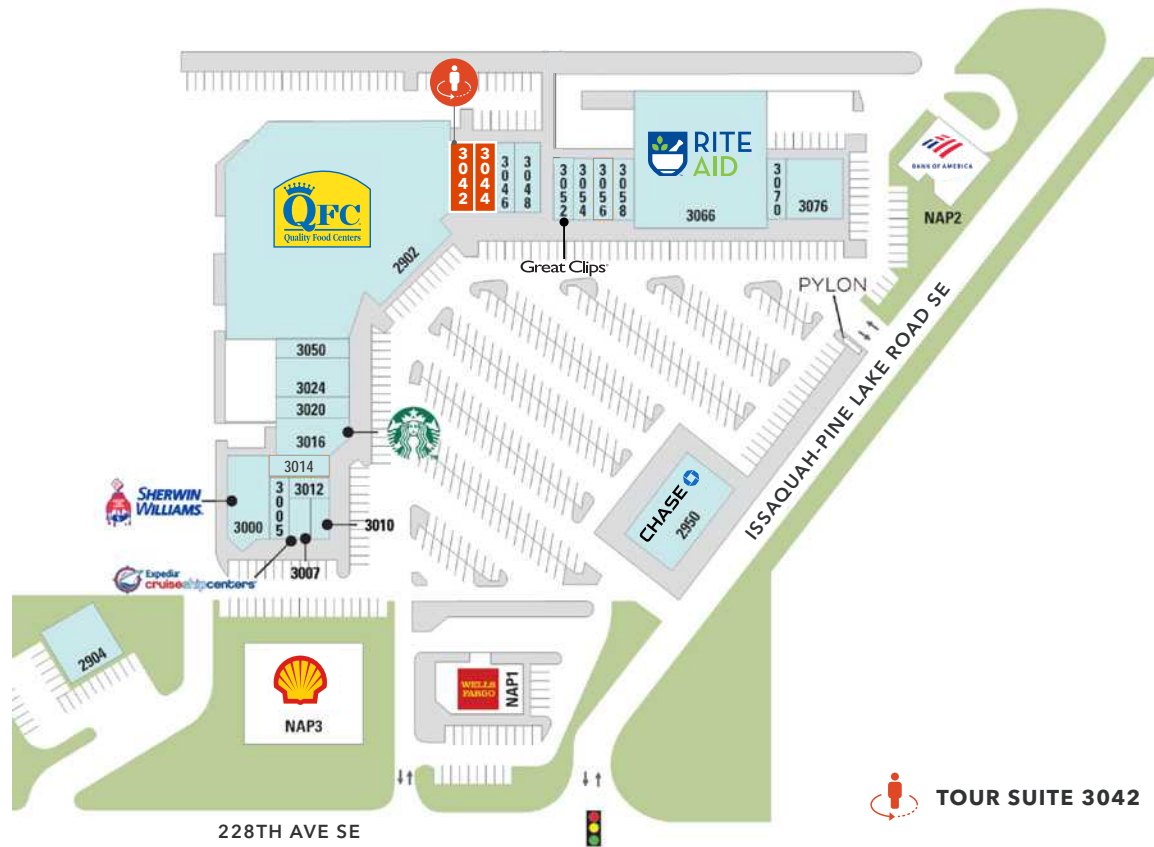 RITE
AID
BANK OF AMERICA
NAP2
3042
3044
3046
3048
3052
3054
3056
3058
3066
3070
3076
QFC
Quality Food Centers
2902
Great Clips
PYLON
ISSAQUAH-PINE LAKE ROAD SE
3050
3024
3020
3016
3014
SHERWIN
WILLIAMS.
3000
3005
3012
3010
3007
Expedia
cruiseshipcenters
CHASE
2950
2904
NAP3
WELLS
FARGO
NAP1
TOUR SUITE 3042
228TH AVE SE